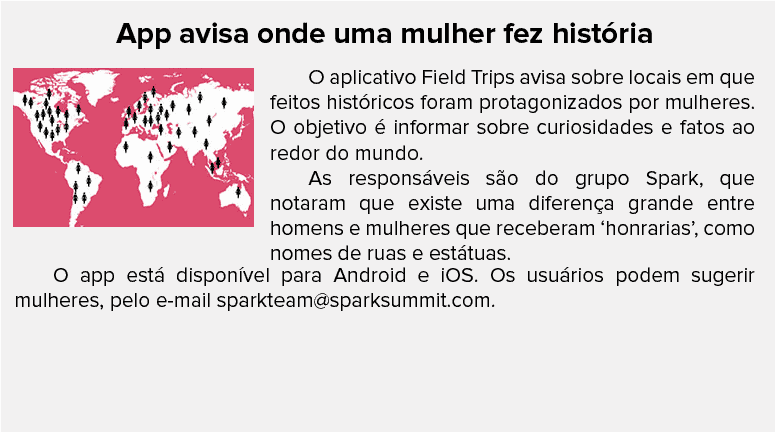 App avisa onde uma mulher fez história
O aplicativo Field Trips avisa sobre locais em que
feitos históricos foram protagonizados por mulheres.
O objetivo é informar sobre curiosidades e fatos ao
redor do mundo.
As responsáveis são do grupo Spark, que
notaram que existe uma diferença grande entre
homens e mulheres que receberam ‘honrarias’, como
nomes de ruas e estátuas.
O app está disponível para Android e iOS. Os usuários podem sugerir
mulheres, pelo e-mail sparkteam@sparksummit.com.